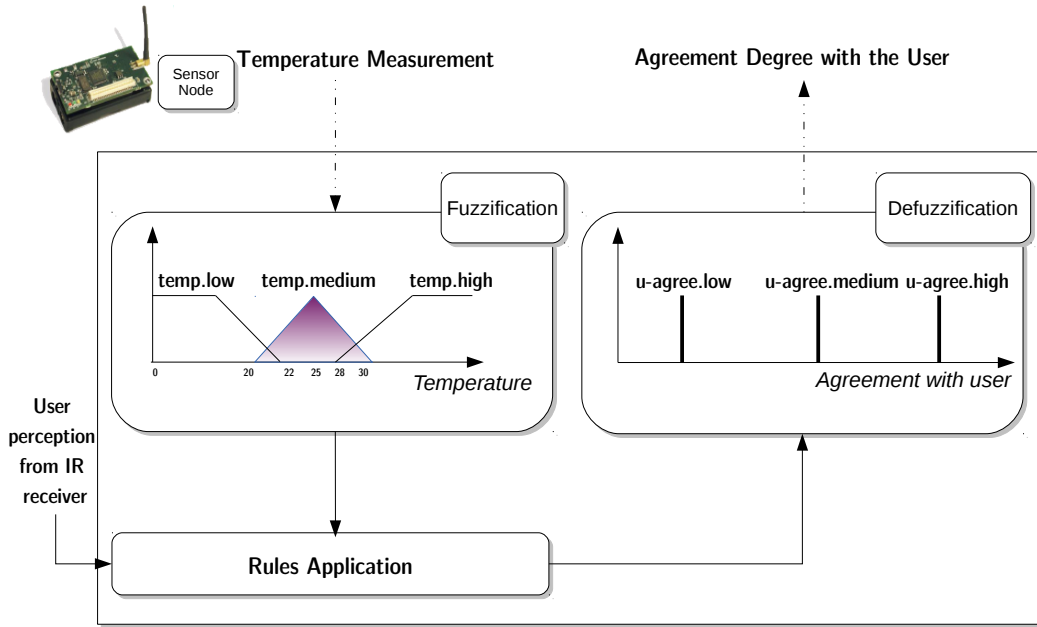 Sensor
Node
Temperature Measurement
Agreement Degree with the User
Fuzzification
Defuzzification
temp.low
temp.medium
temp.high
u-agree.low
u-agree.medium
u-agree.high
0
20
22
25
28
30
Temperature
Agreement with user
User
perception
from IR
receiver
Rules Application